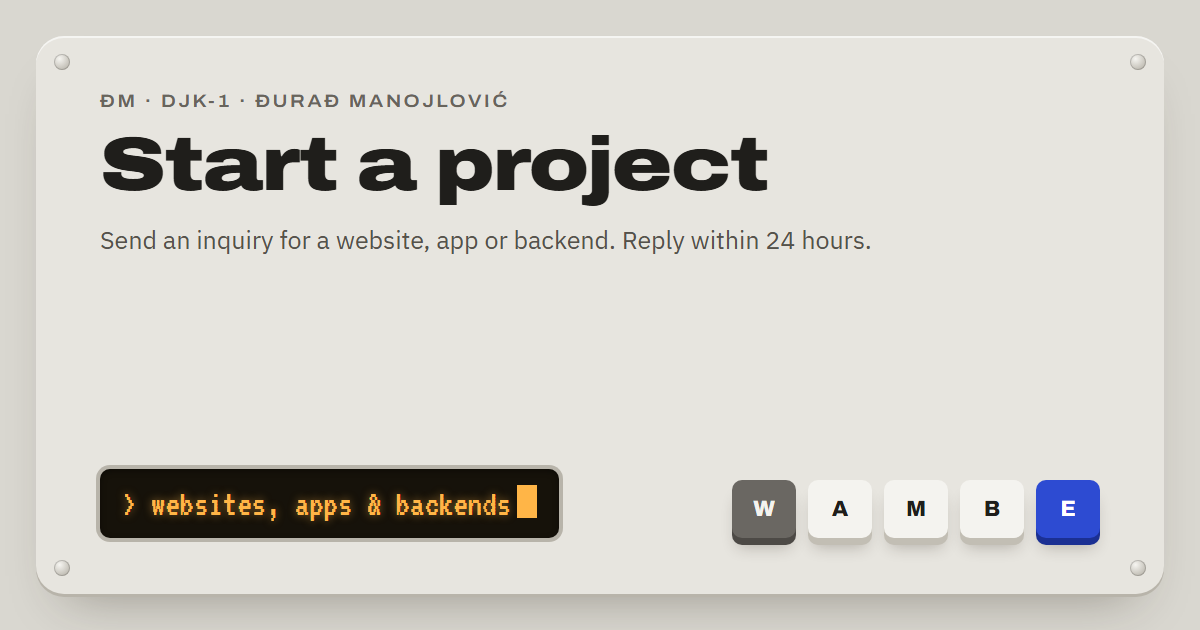 ĐM · DJK-1 · ĐURAĐ MANOJLOVIĆ
Start a project
Send an inquiry for a website, app or backend. Reply within 24 hours.
> websites, apps & backends
W A M B E